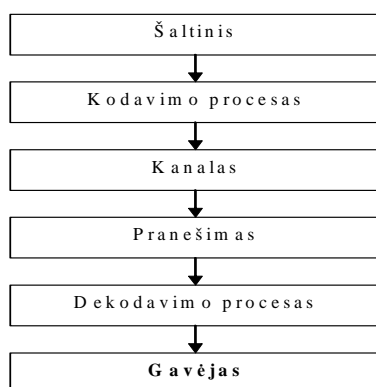 Šaltinis
Kodavimo procesas
Kanalas
Pranešimas
Dekodavimo procesas
Gavėjas